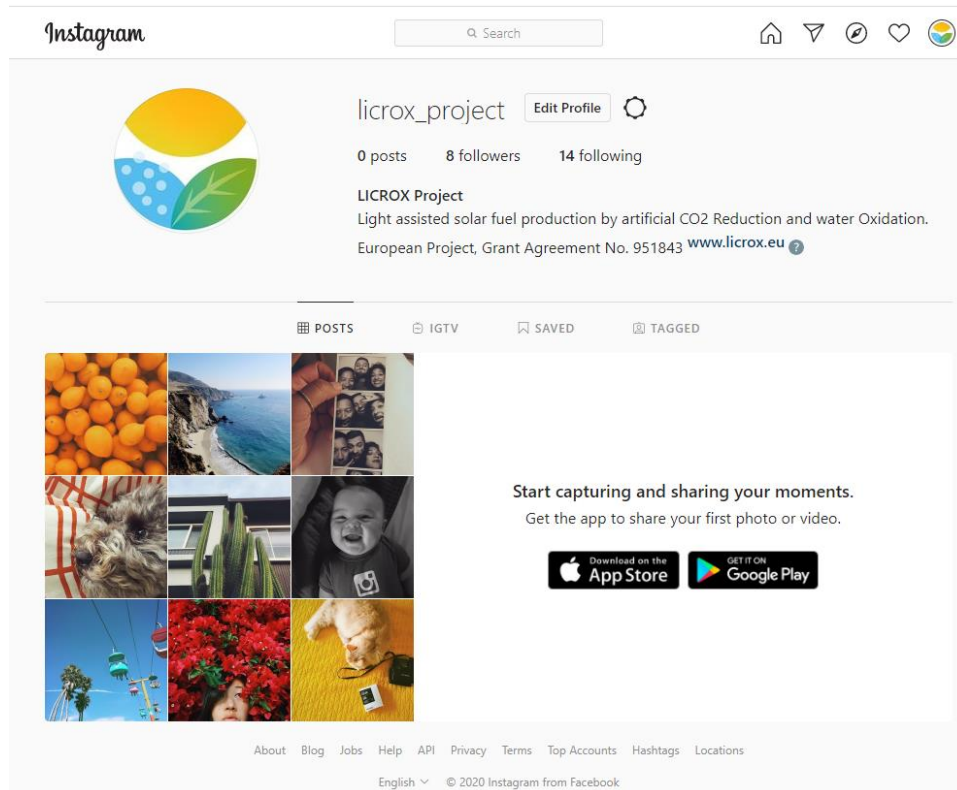 Instagram
Search
licrox_project Edit Profile
0 posts 8 followers 14 following
LICROX Project
Light assisted solar fuel production by artificial CO2 Reduction and water Oxidation.
European Project, Grant Agreement No. 951843 www.licrox.eu ?
POSTS IGTV SAVED TAGGED
Start capturing and sharing your moments.
Get the app to share your first photo or video.
Download on the App Store GET IT ON Google Play
About Blog Jobs Help API Privacy Terms Top Accounts Hashtags Locations
English © 2020 Instagram from Facebook